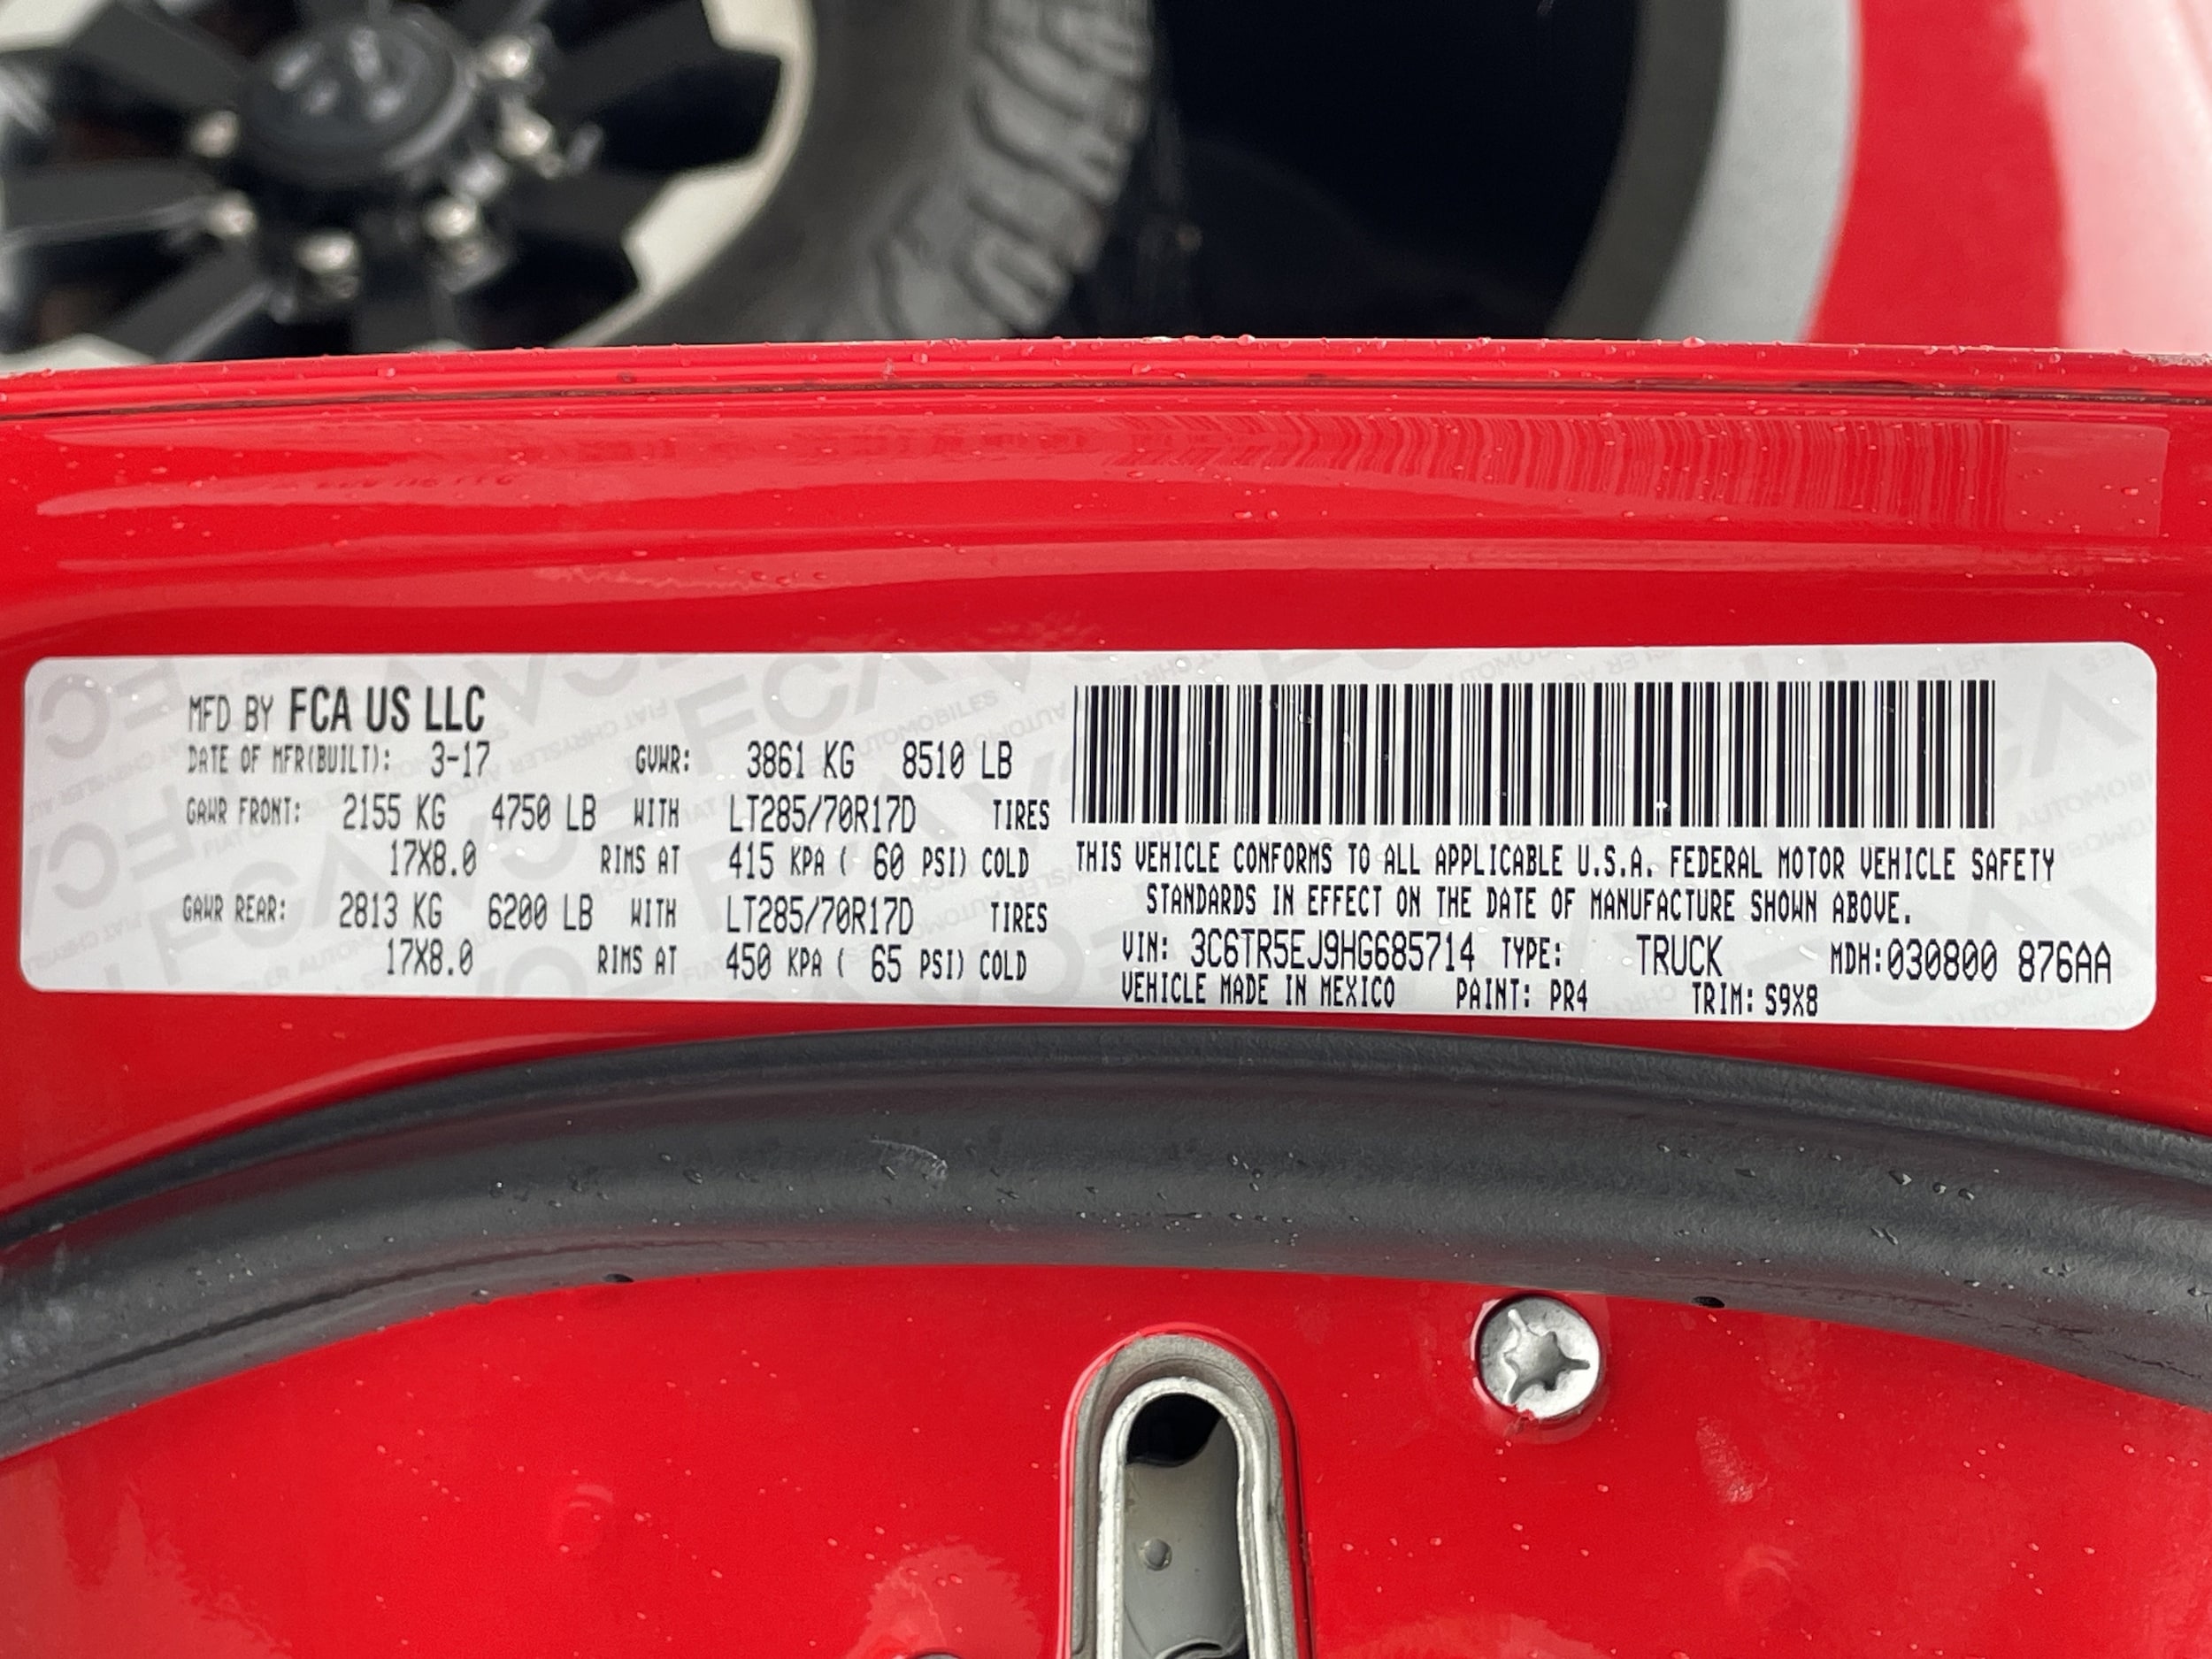 MFD BY FCA US LLC
DATE OF MFR(BUILT): 3-17 GVWR: 3861 KG 8510 LB
GAWR FRONT: 2155 KG 4750 LB WITH LT285/70R17D TIRES
17X8.0 RIMS AT 415 KPA ( 60 PSI) COLD
GAWR REAR: 2813 KG 6200 LB WITH LT285/70R17D TIRES
17X8.0 RIMS AT 450 KPA ( 65 PSI) COLD
THIS VEHICLE CONFORMS TO ALL APPLICABLE U.S.A. FEDERAL MOTOR VEHICLE SAFETY
STANDARDS IN EFFECT ON THE DATE OF MANUFACTURE SHOWN ABOVE.
VIN: 3C6TR5EJ9HG685714 TYPE: TRUCK MDH:030800 876AA
VEHICLE MADE IN MEXICO PAINT: PR4 TRIM: S9X8